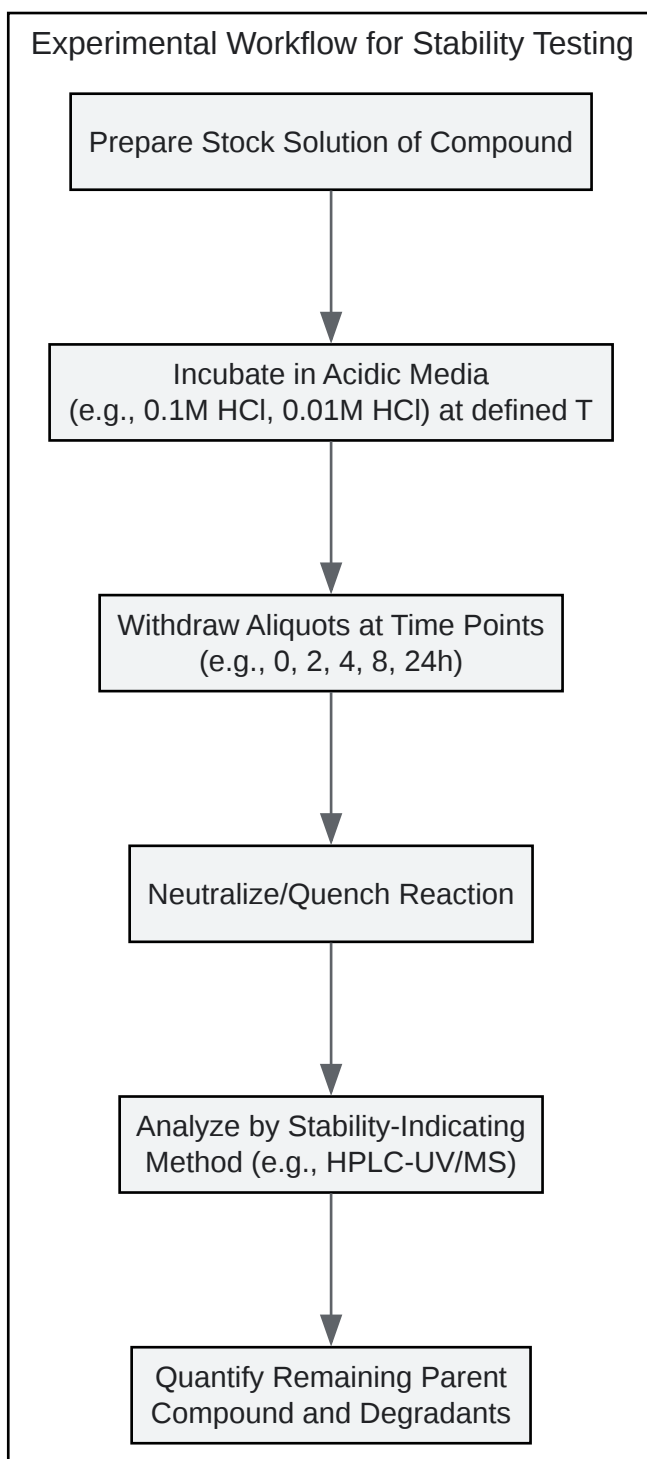 Experimental Workflow for Stability Testing
Prepare Stock Solution of Compound
Incubate in Acidic Media
(e.g., 0.1M HCl, 0.01M HCl) at defined T
Withdraw Aliquots at Time Points
(e.g., 0, 2, 4, 8, 24h)
Neutralize/Quench Reaction
Analyze by Stability-Indicating
Method (e.g., HPLC-UV/MS)
Quantify Remaining Parent
Compound and Degradants